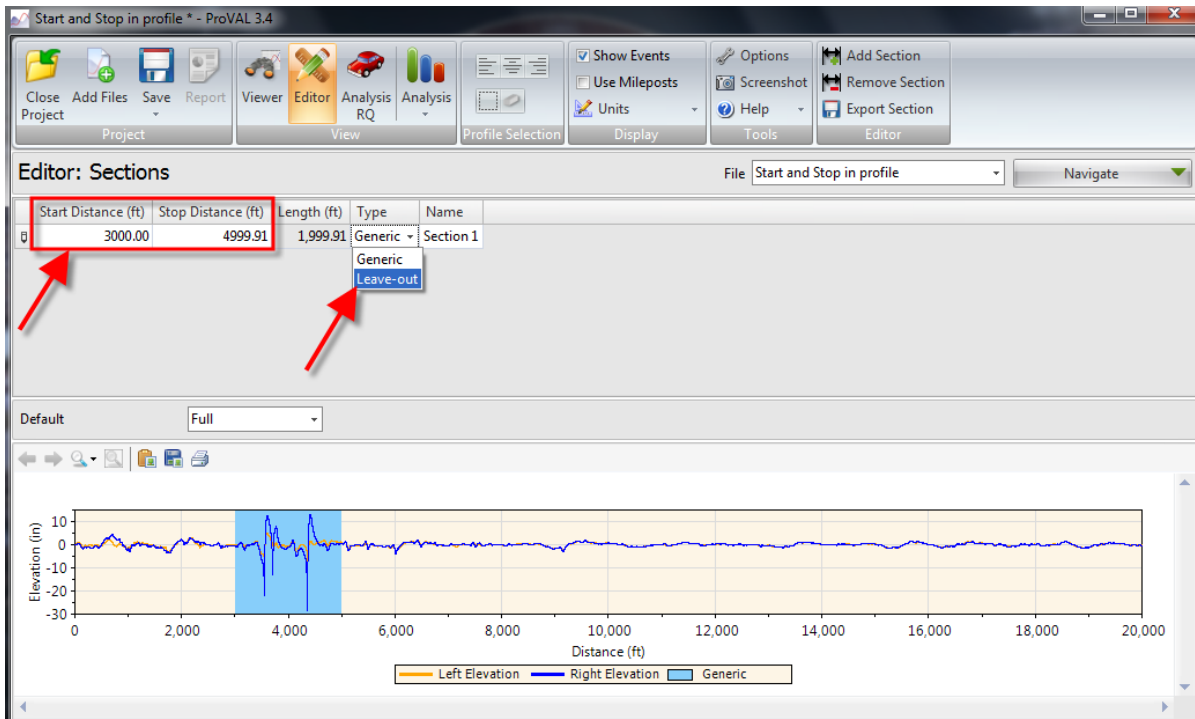 Start and Stop in profile * - ProVAL 3.4
Close Project
Add Files
Save
Report
Project
Viewer
Editor
Analysis RQ
Analysis
View
Profile Selection
Show Events
Use Mileposts
Units
Display
Options
Screenshot
Help
Tools
Add Section
Remove Section
Export Section
Editor
Editor: Sections
File Start and Stop in profile
Navigate
Start Distance (ft) Stop Distance (ft) Length (ft) Type Name
3000.00 4999.91 1,999.91 Generic Section 1
Generic
Leave-out
Default Full
Elevation (in)
10
0
-10
-20
-30
0 2,000 4,000 6,000 8,000 10,000 12,000 14,000 16,000 18,000 20,000
Distance (ft)
Left Elevation Right Elevation Generic